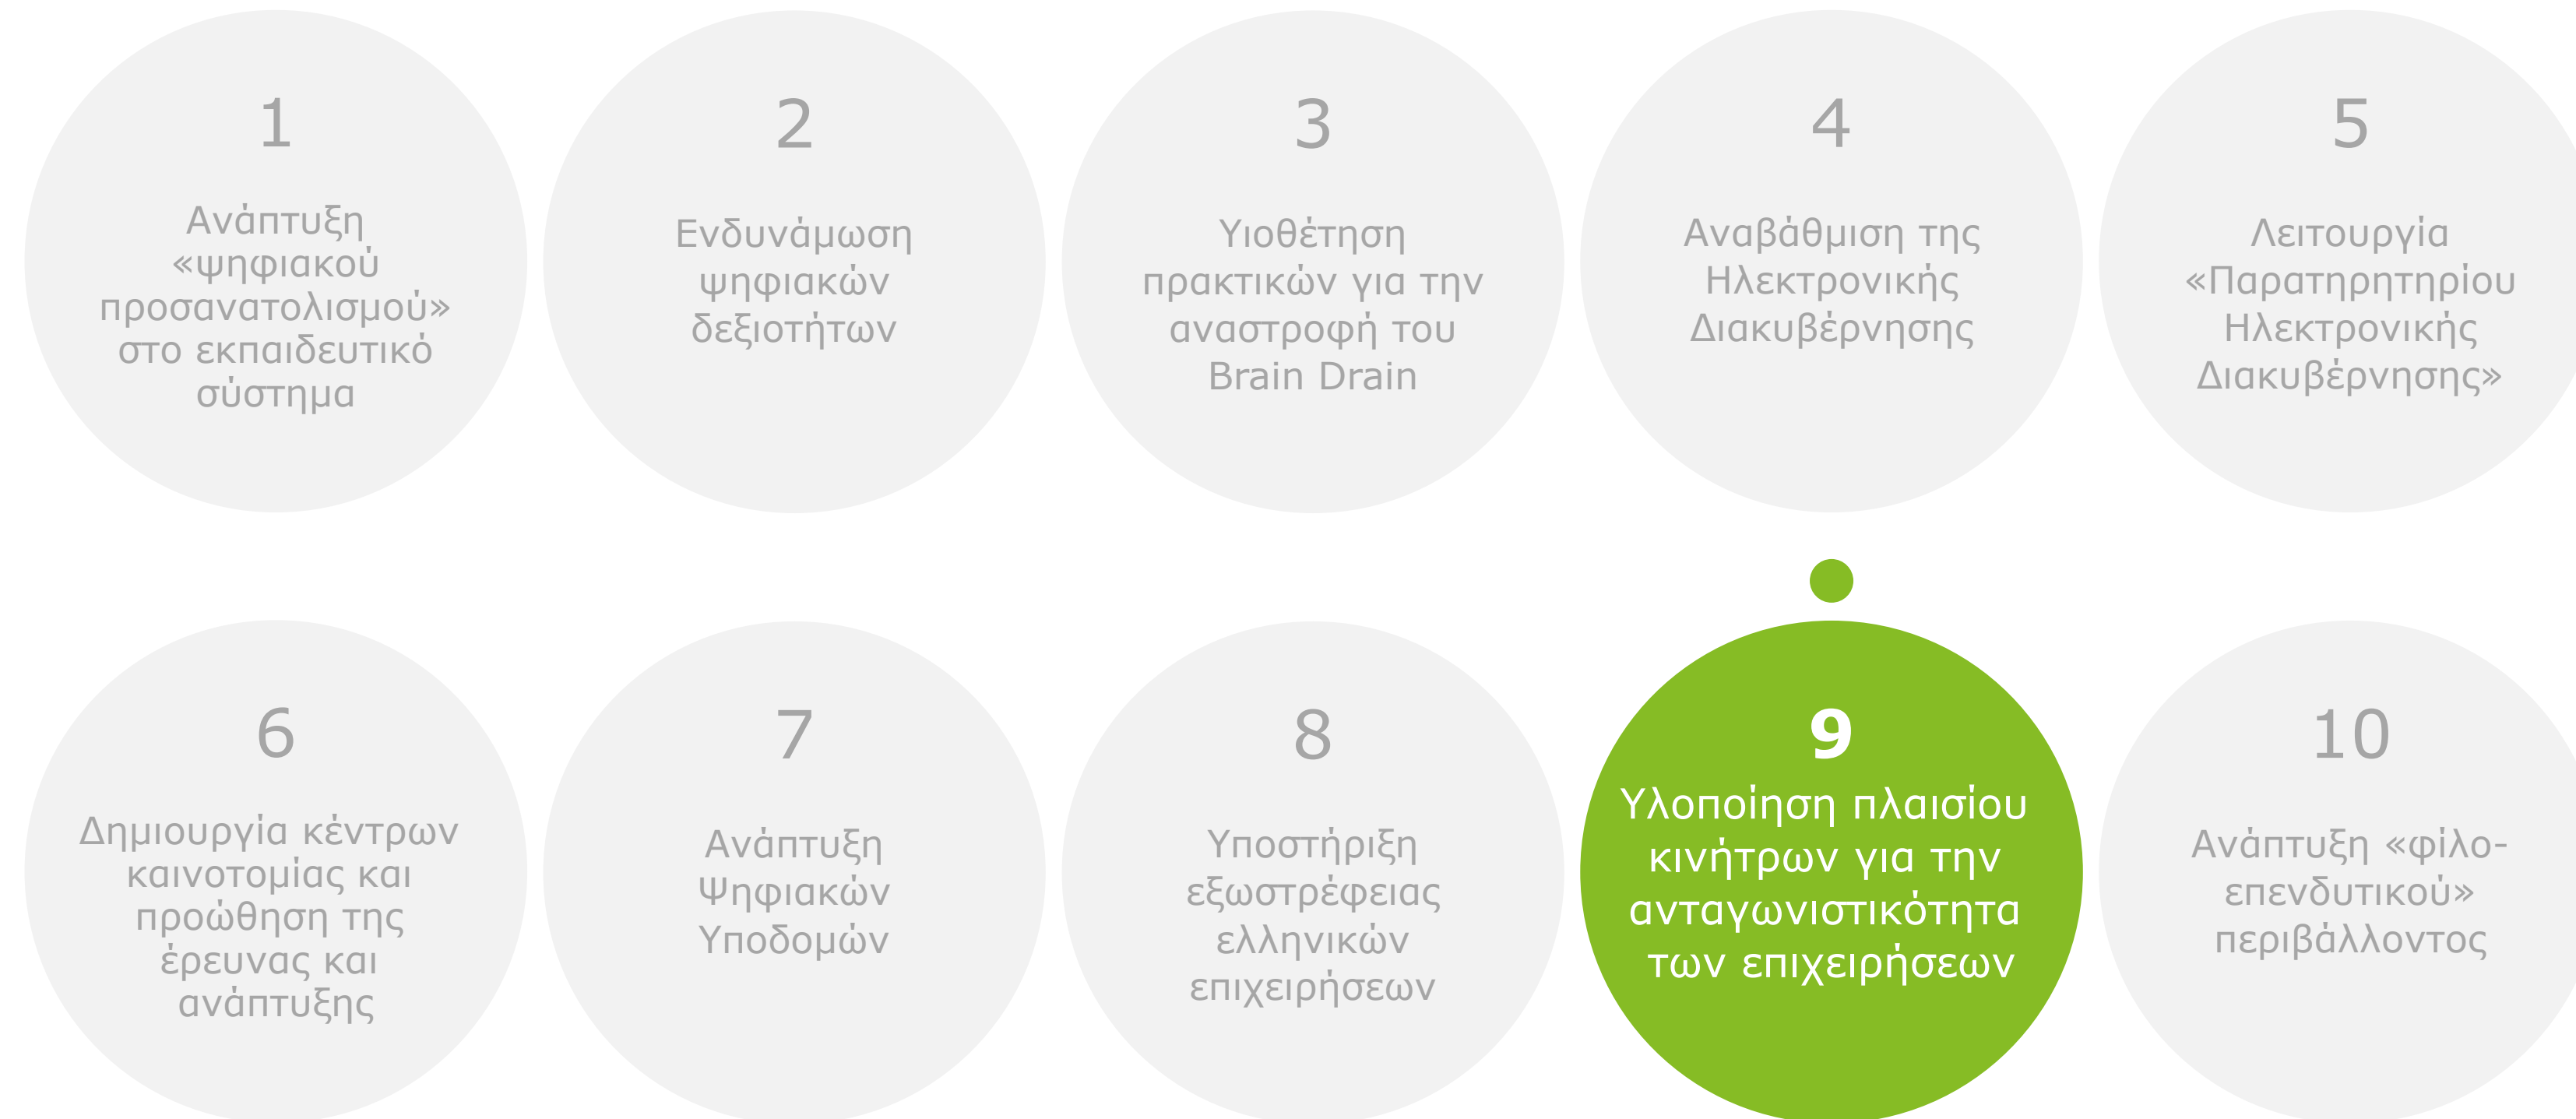 1
Ανάπτυξη
«ψηφιακού
προσανατολισμού»
στο εκπαιδευτικό
σύστημα
2
Ενδυνάμωση
ψηφιακών
δεξιοτήτων
3
Υιοθέτηση
πρακτικών για την
αναστροφή του
Brain Drain
4
Αναβάθμιση της
Ηλεκτρονικής
Διακυβέρνησης
5
Λειτουργία
«Παρατηρητηρίου
Ηλεκτρονικής
Διακυβέρνησης»
6
Δημιουργία κέντρων
καινοτομίας και
προώθηση της
έρευνας και
ανάπτυξης
7
Ανάπτυξη
Ψηφιακών
Υποδομών
8
Υποστήριξη
εξωστρέφειας
ελληνικών
επιχειρήσεων
9
Υλοποίηση πλαισίου
κινήτρων για την
ανταγωνιστικότητα
των επιχειρήσεων
10
Ανάπτυξη «φίλο-
επενδυτικού»
περιβάλλοντος